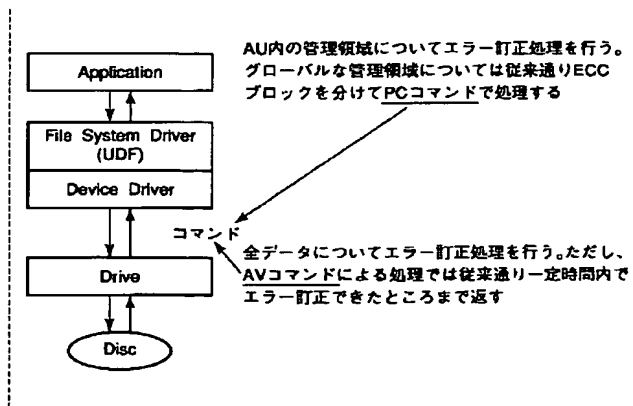 AU内の管理領域についてエラー訂正処理を行う。
グローバルな管理領域については従来通りECC
ブロックを分けてPCコマンドで処理する
Application
File System Driver
(UDF)
Device Driver
コマンド
全データについてエラー訂正処理を行う。ただし、
AVコマンドによる処理では従来通り一定時間内で
エラー訂正できたところまで返す
Drive
Disc